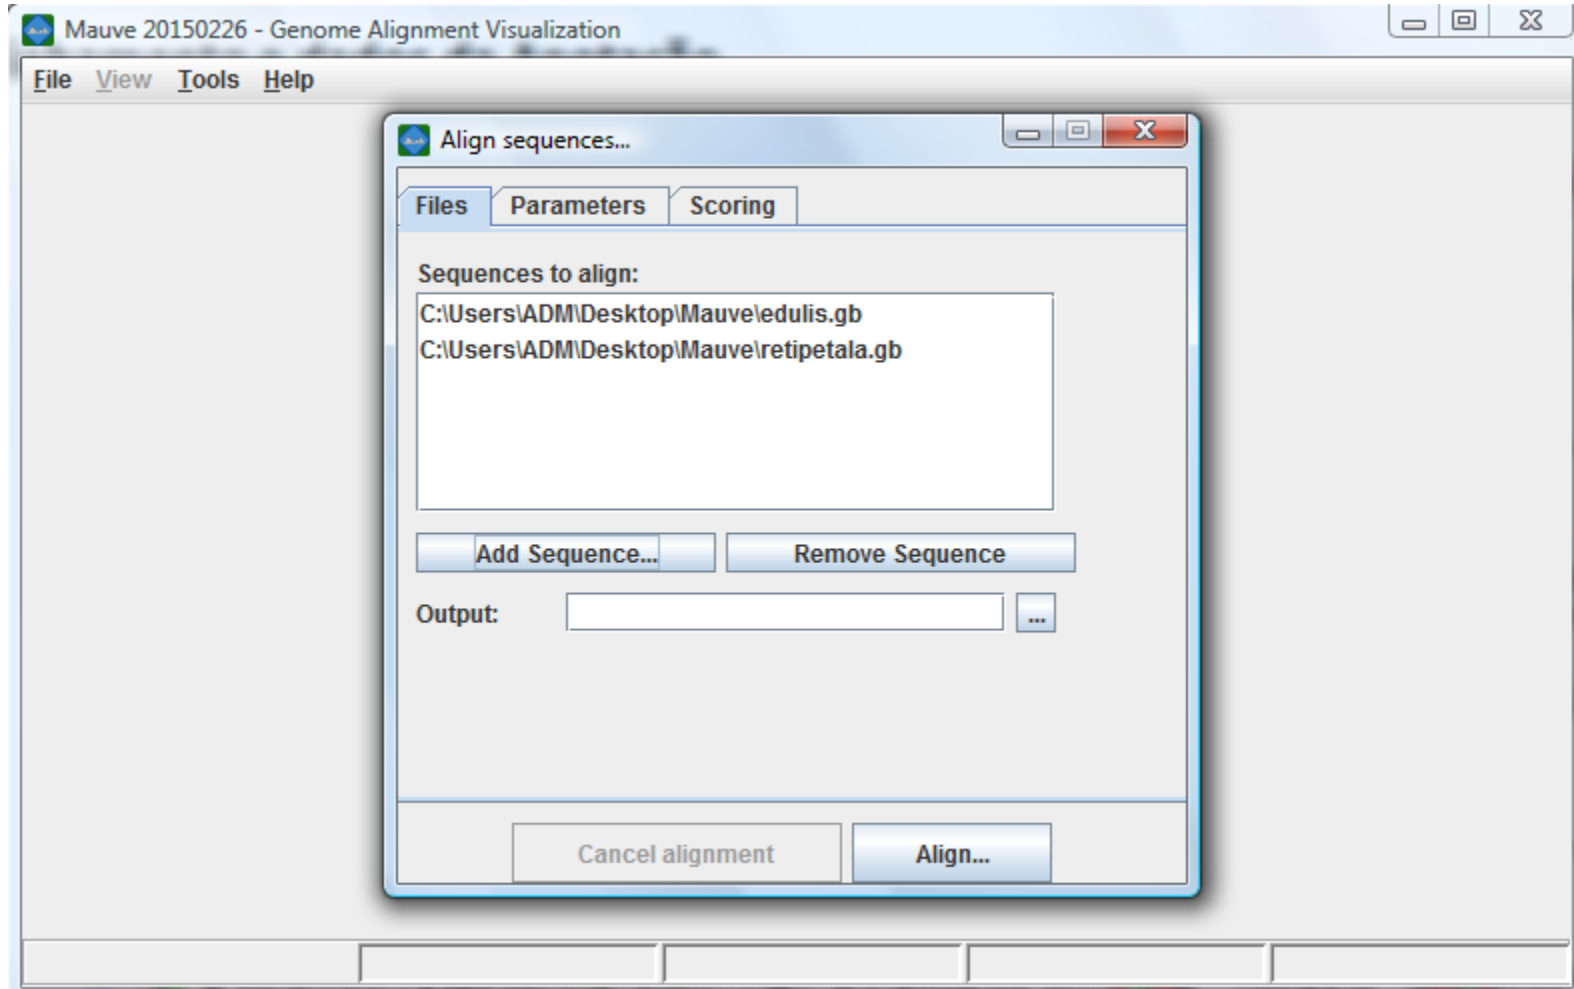 Mauve 20150226 - Genome Alignment Visualization
File View Tools Help
Align sequences...
Files Parameters Scoring
Sequences to align:
C:\Users\ADM\Desktop\Mauve\edulis.gb
C:\Users\ADM\Desktop\Mauve\retipetala.gb
Add Sequence... Remove Sequence
Output: ...
Cancel alignment Align...